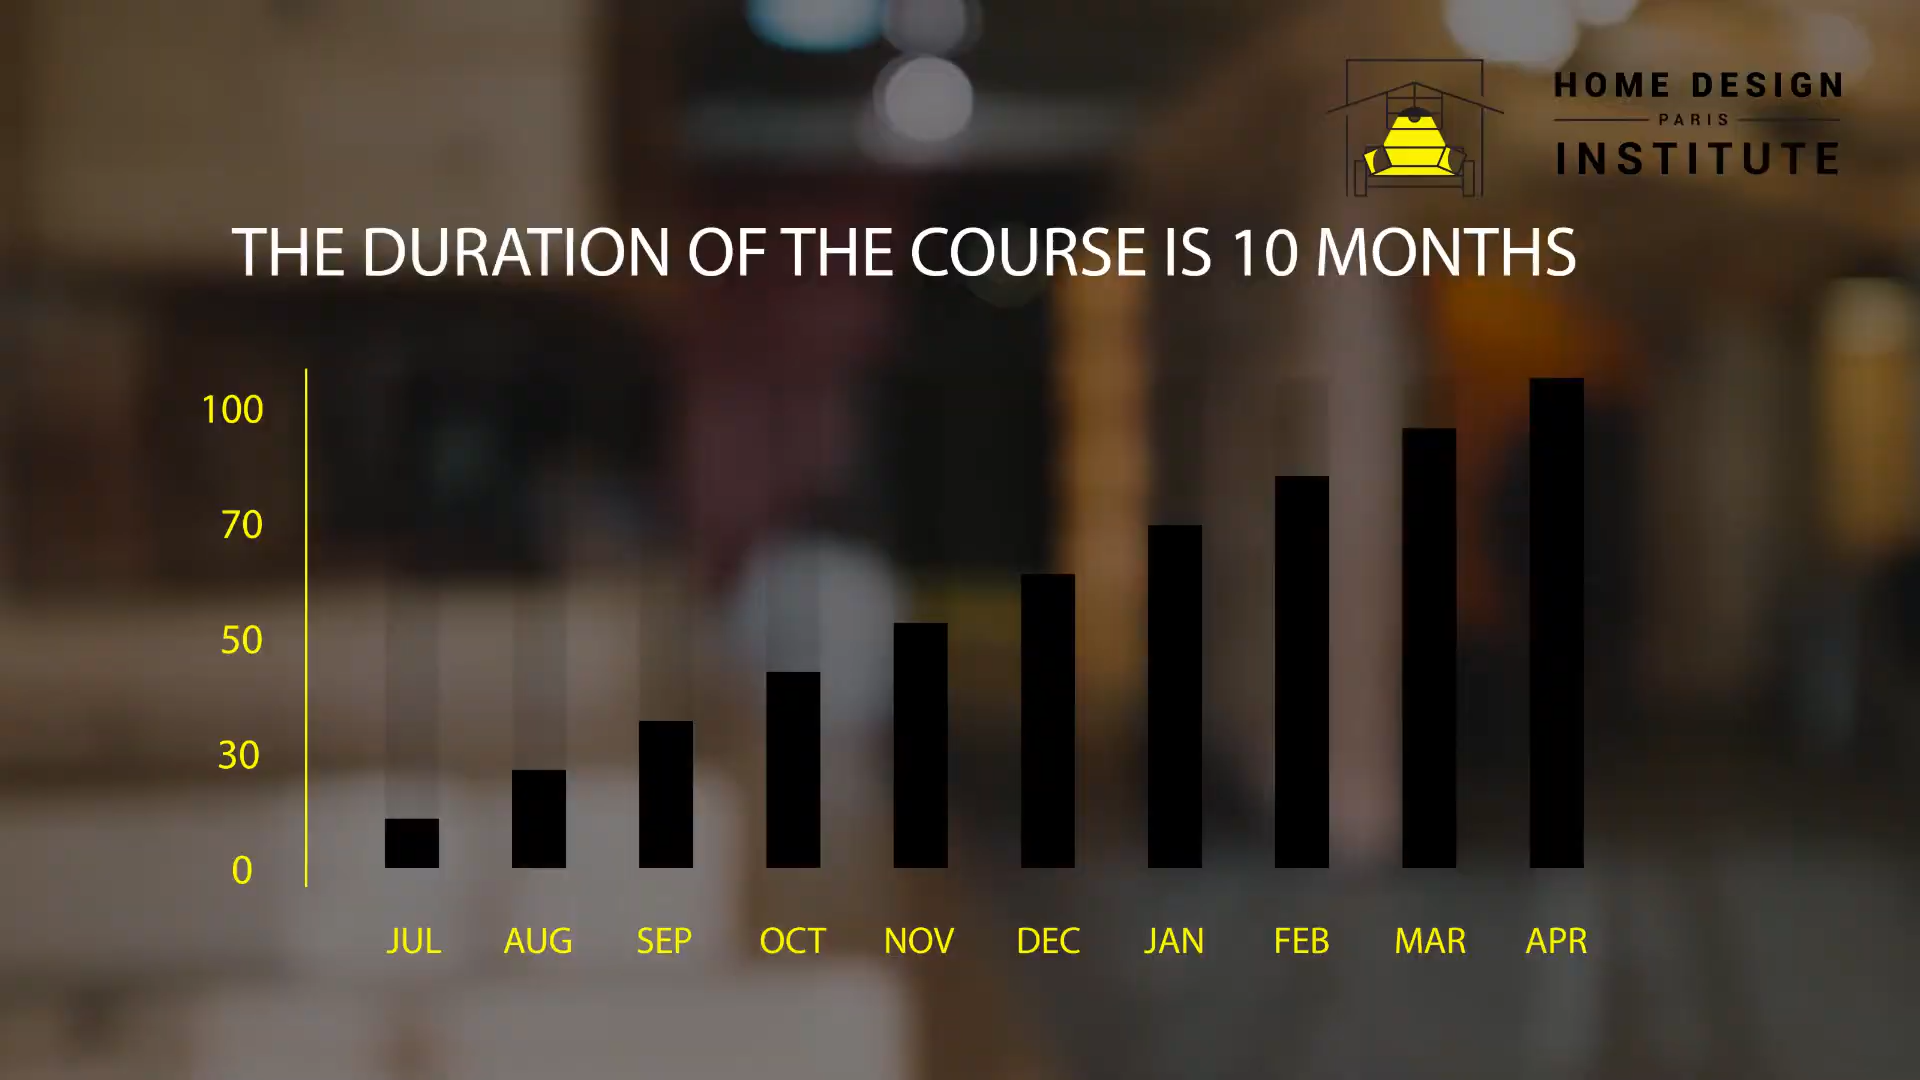 HOME DESIGN
PARIS
INSTITUTE
THE DURATION OF THE COURSE IS 10 MONTHS
100
70
50
30
0
JUL AUG SEP OCT NOV DEC JAN FEB MAR APR